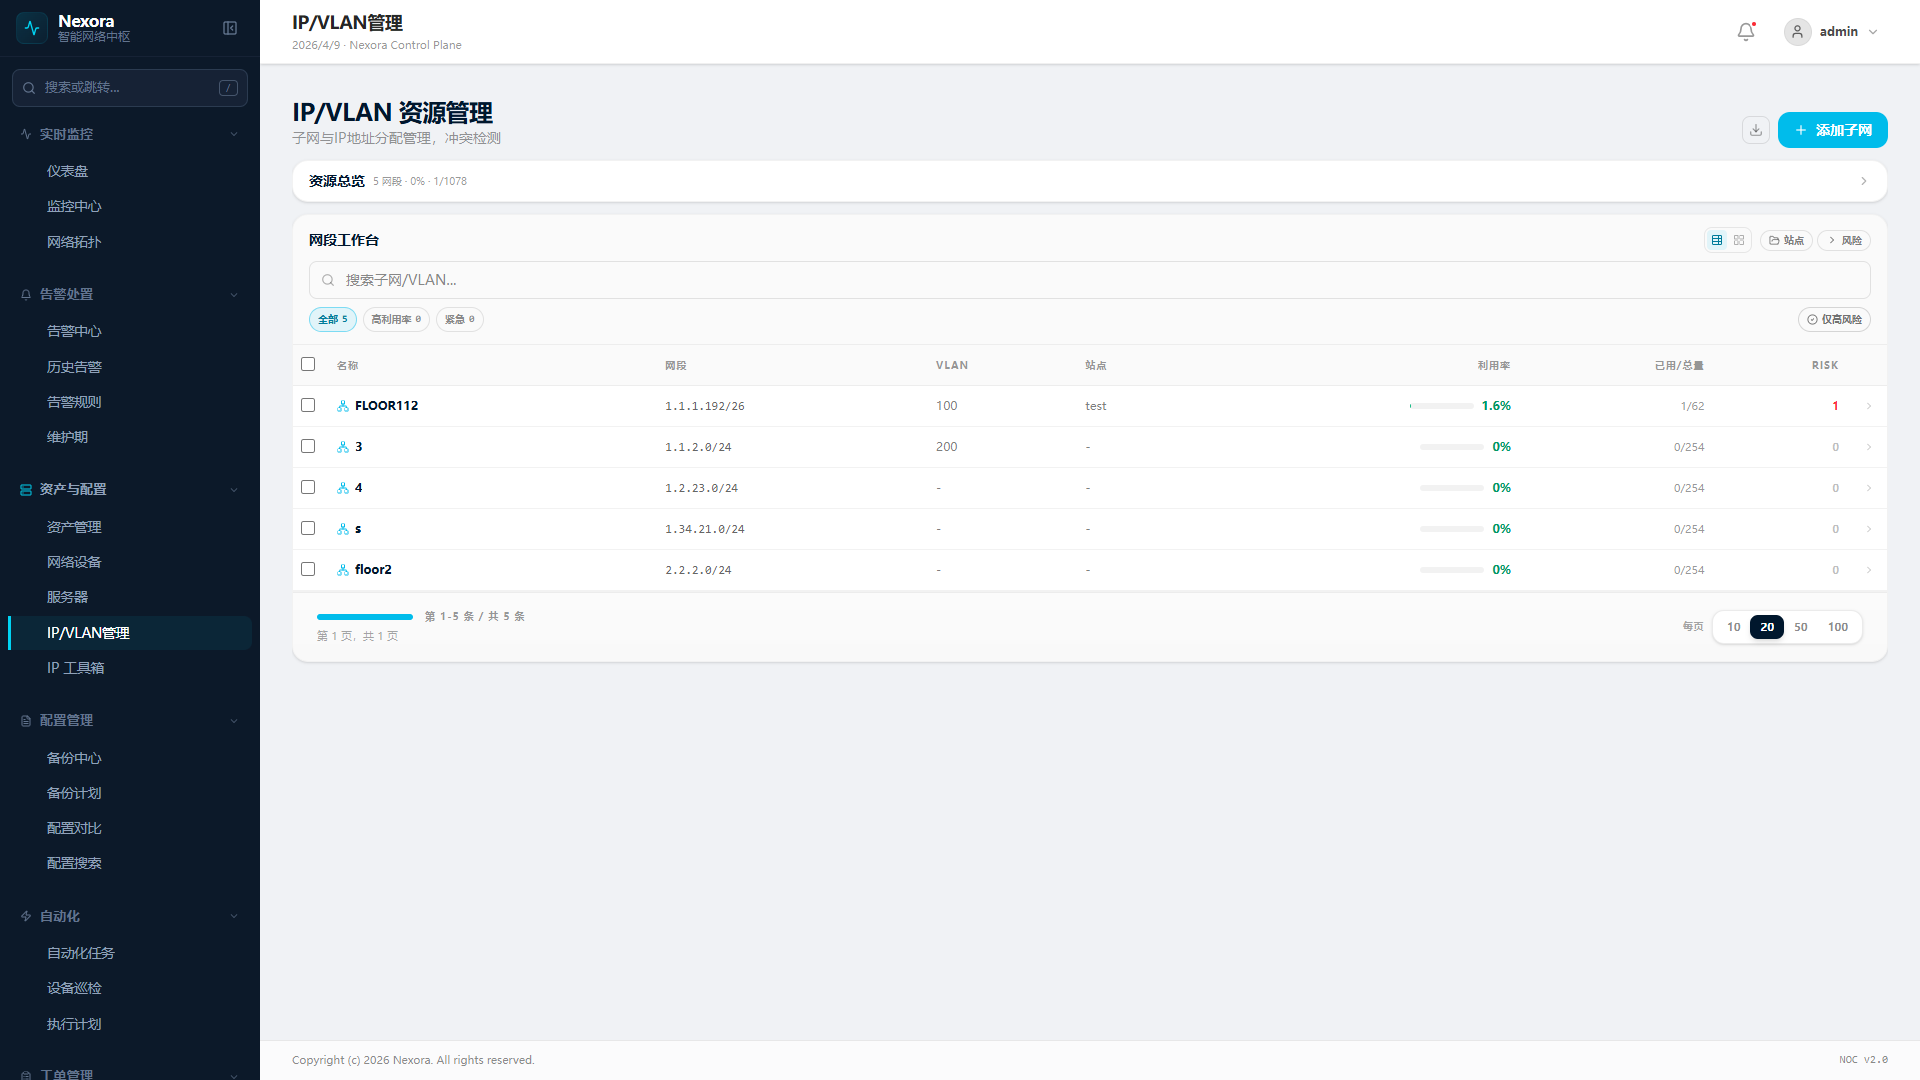 Nexora
智能网络中枢
搜索或跳转... /
实时监控
仪表盘
监控中心
网络拓扑
告警处置
告警中心
历史告警
告警规则
维护期
资产与配置
资产管理
网络设备
服务器
IP/VLAN管理
IP 工具箱
配置管理
备份中心
备份计划
配置对比
配置搜索
自动化
自动化任务
设备巡检
执行计划
工单管理
IP/VLAN管理
2026/4/9 · Nexora Control Plane
admin
IP/VLAN 资源管理
子网与IP地址分配管理，冲突检测
添加子网
资源总览 5 网段 · 0% · 1/1078
网段工作台
站点 风险
搜索子网/VLAN...
全部 5 高利用率 0 紧急 0
仅高风险
名称 网段 VLAN 站点 利用率 已用/总量 RISK
FLOOR112 1.1.1.192/26 100 test 1.6% 1/62 1
3 1.1.2.0/24 200 - 0% 0/254 0
4 1.2.23.0/24 - - 0% 0/254 0
s 1.34.21.0/24 - - 0% 0/254 0
floor2 2.2.2.0/24 - - 0% 0/254 0
第 1-5 条 / 共 5 条
第 1 页，共 1 页
每页 10 20 50 100
Copyright (c) 2026 Nexora. All rights reserved.
NOC v2.0